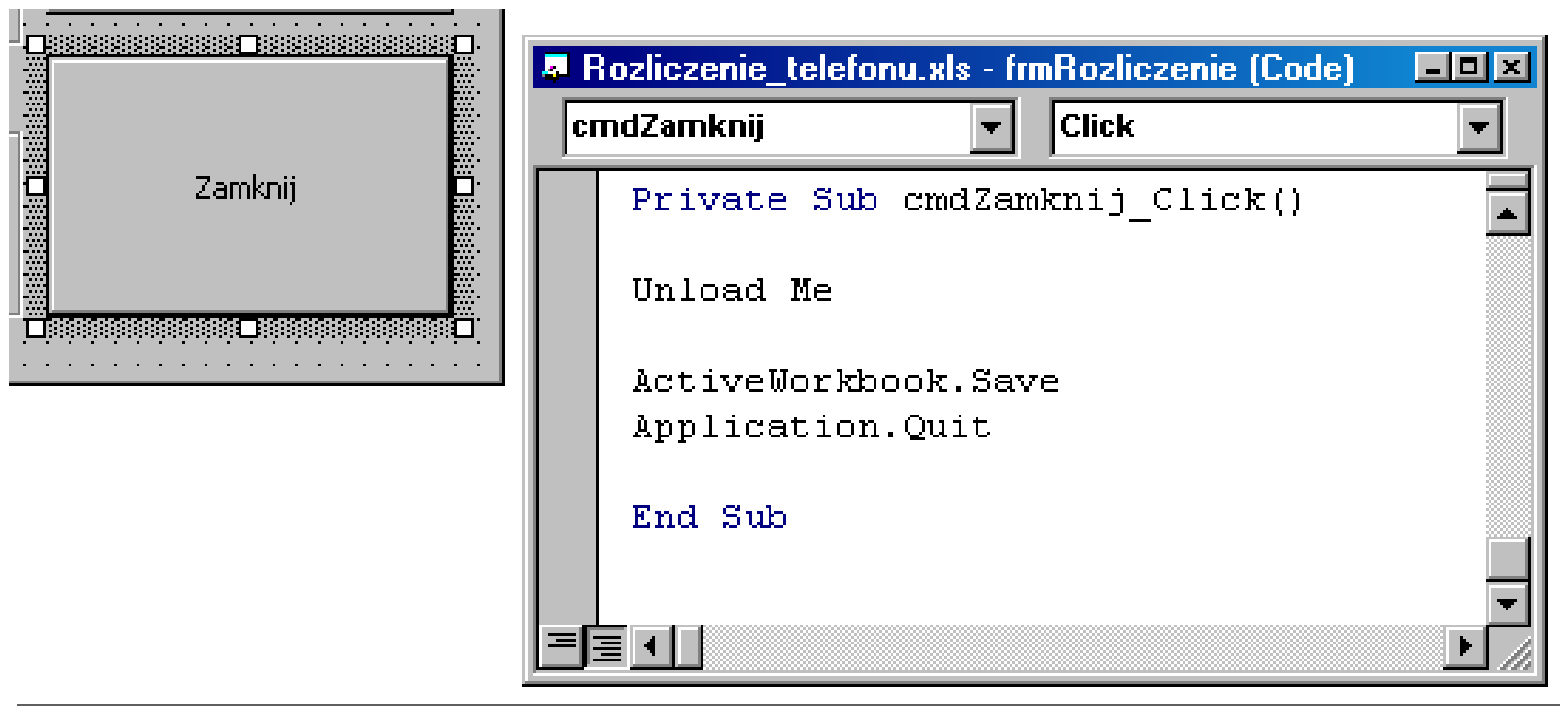 Zamknij
Rozliczenie_telefonu.xls - frmRozliczenie (Code)
cmdZamknij
Click
Private Sub cmdZamknij_Click()
Unload Me
ActiveWorkbook.Save
Application.Quit
End Sub